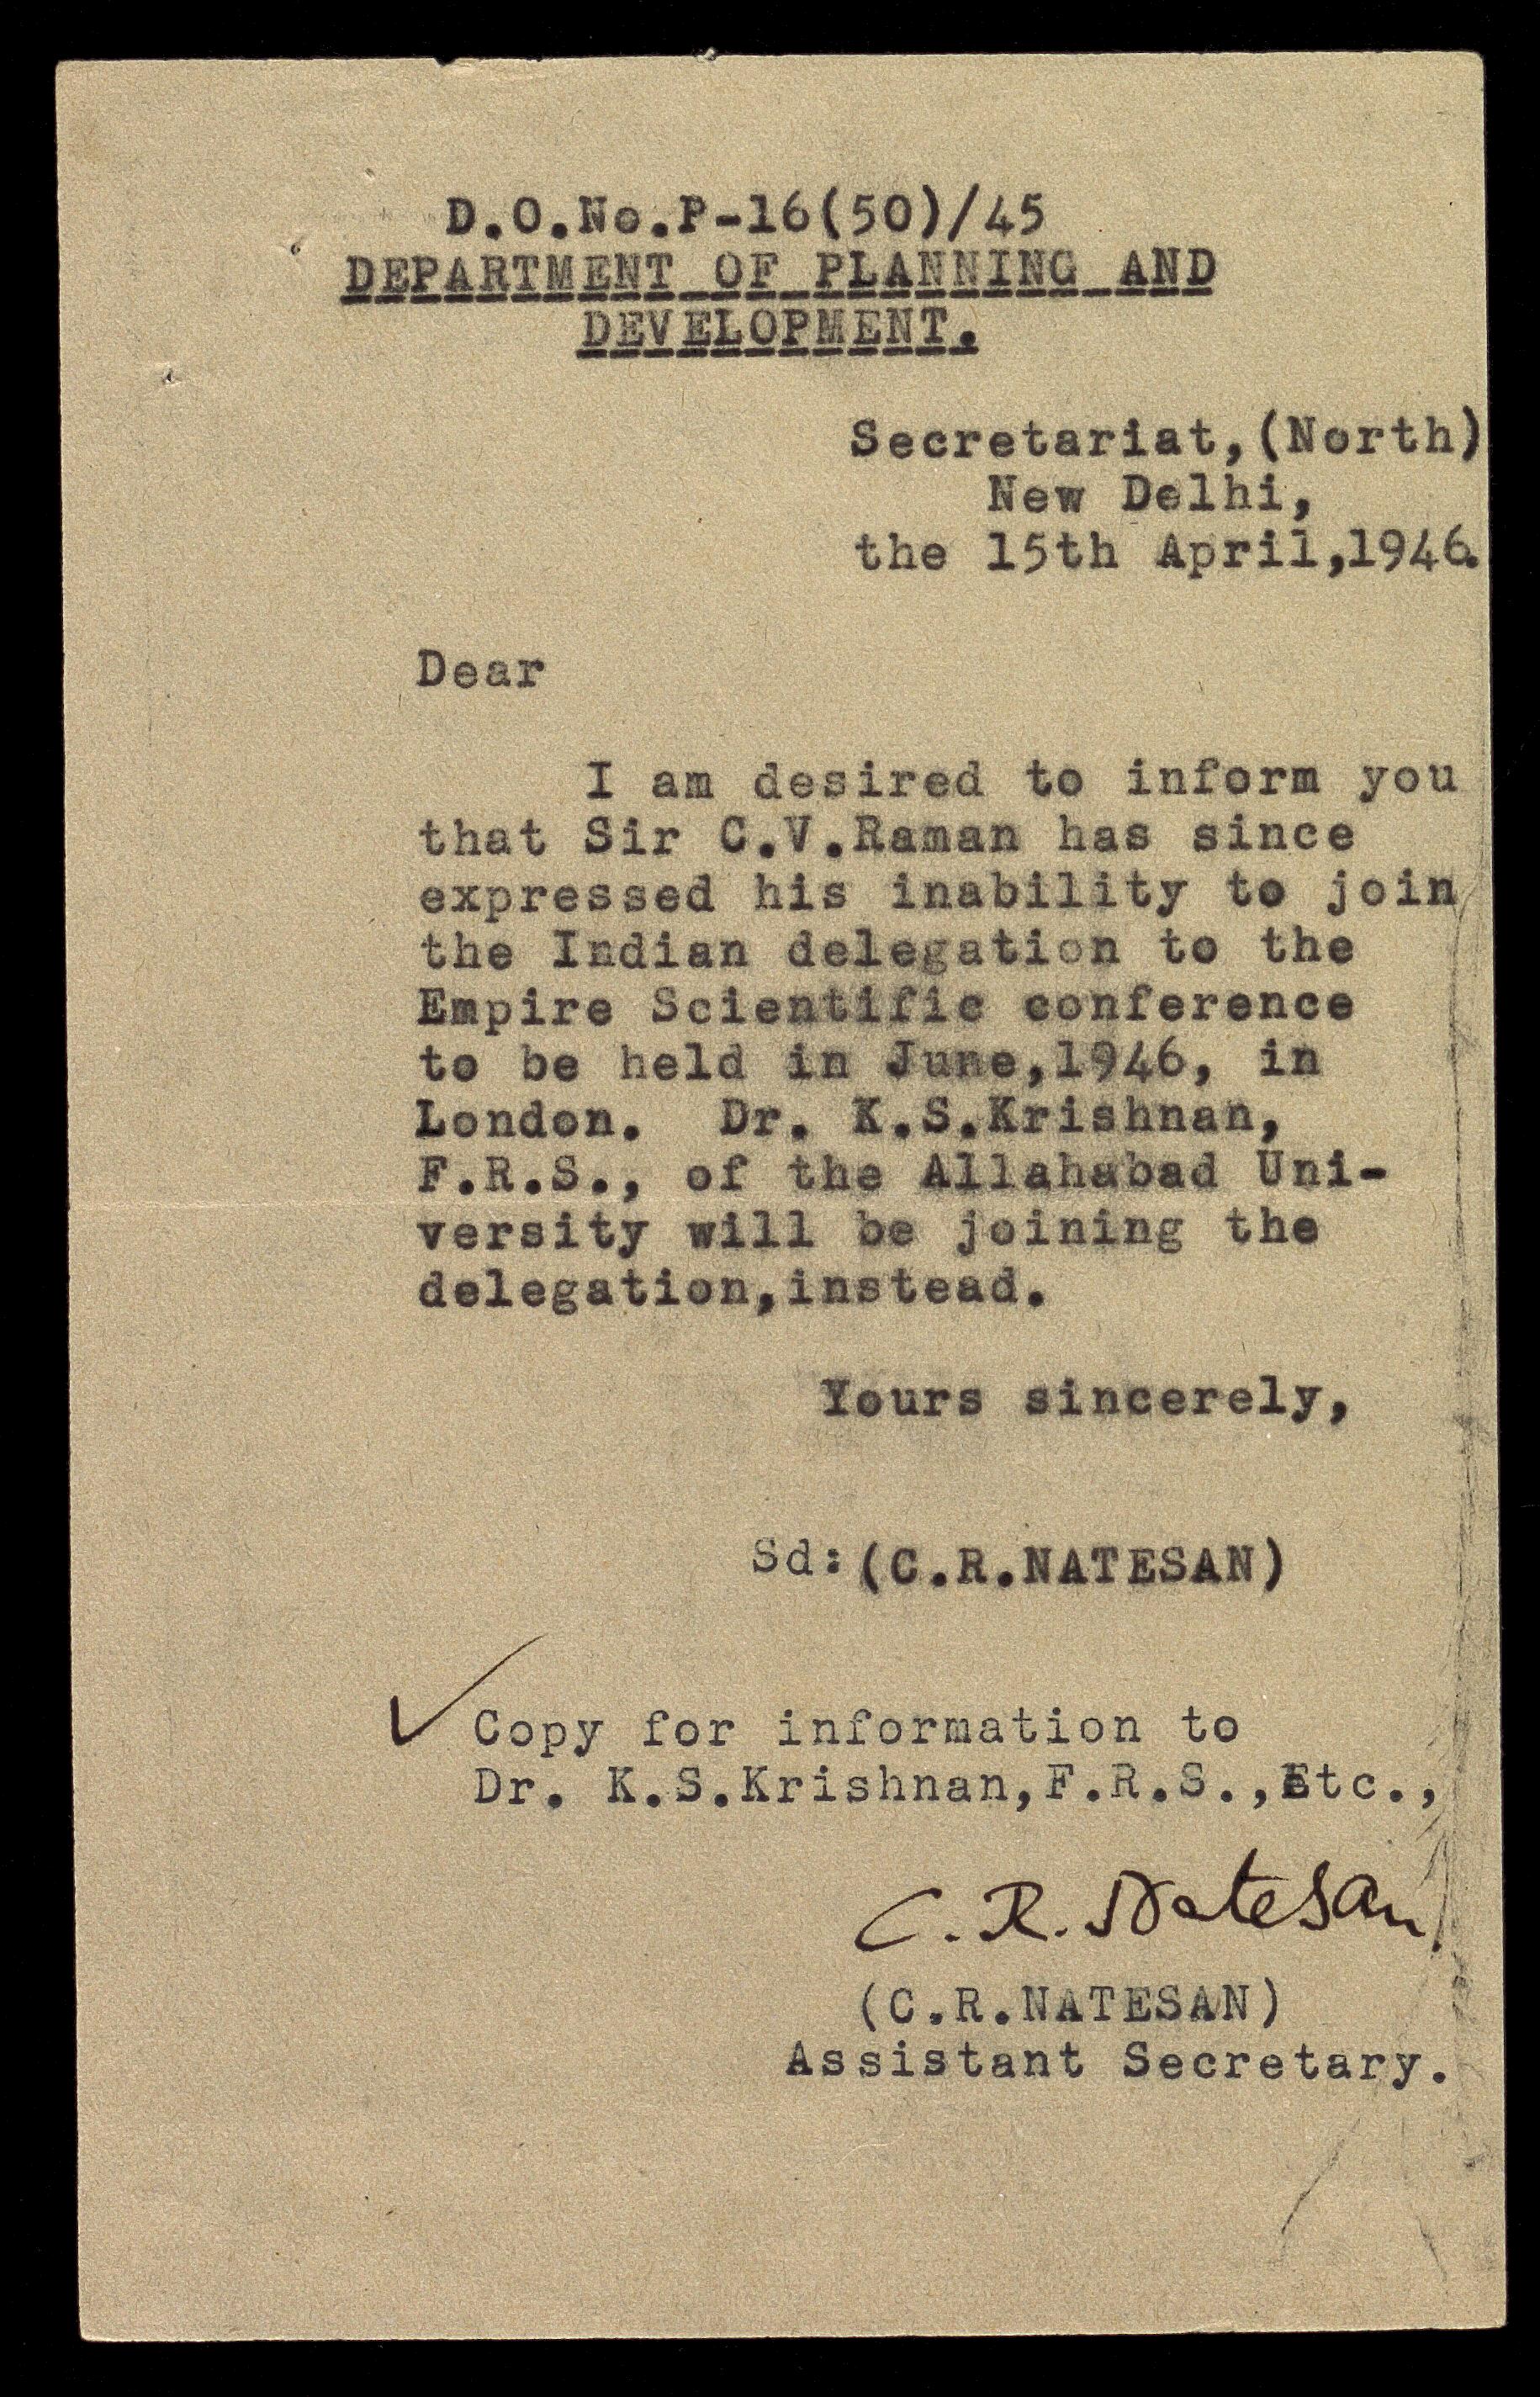 D.O.No.P-16(50)/45
DEPARTMENT OF PLANNING AND
DEVELOPMENT.
Secretariat,(North)
New Delhi,
the 15th April,1946.
Dear
I am desired to inform you
that Sir C.V.Raman has since
expressed his inability to join
the Indian delegation to the
Empire Scientific conference
to be held in June,1946, in
London. Dr. K.S.Krishnan,
F.R.S., of the Allahabad Uni-
versity will be joining the
delegation,instead.
Yours sincerely,
Sd:(C.R.NATESAN)
✓ Copy for information to
Dr. K.S.Krishnan,F.R.S.,Etc.,
C. R. Natesan
(C.R.NATESAN)
Assistant Secretary.